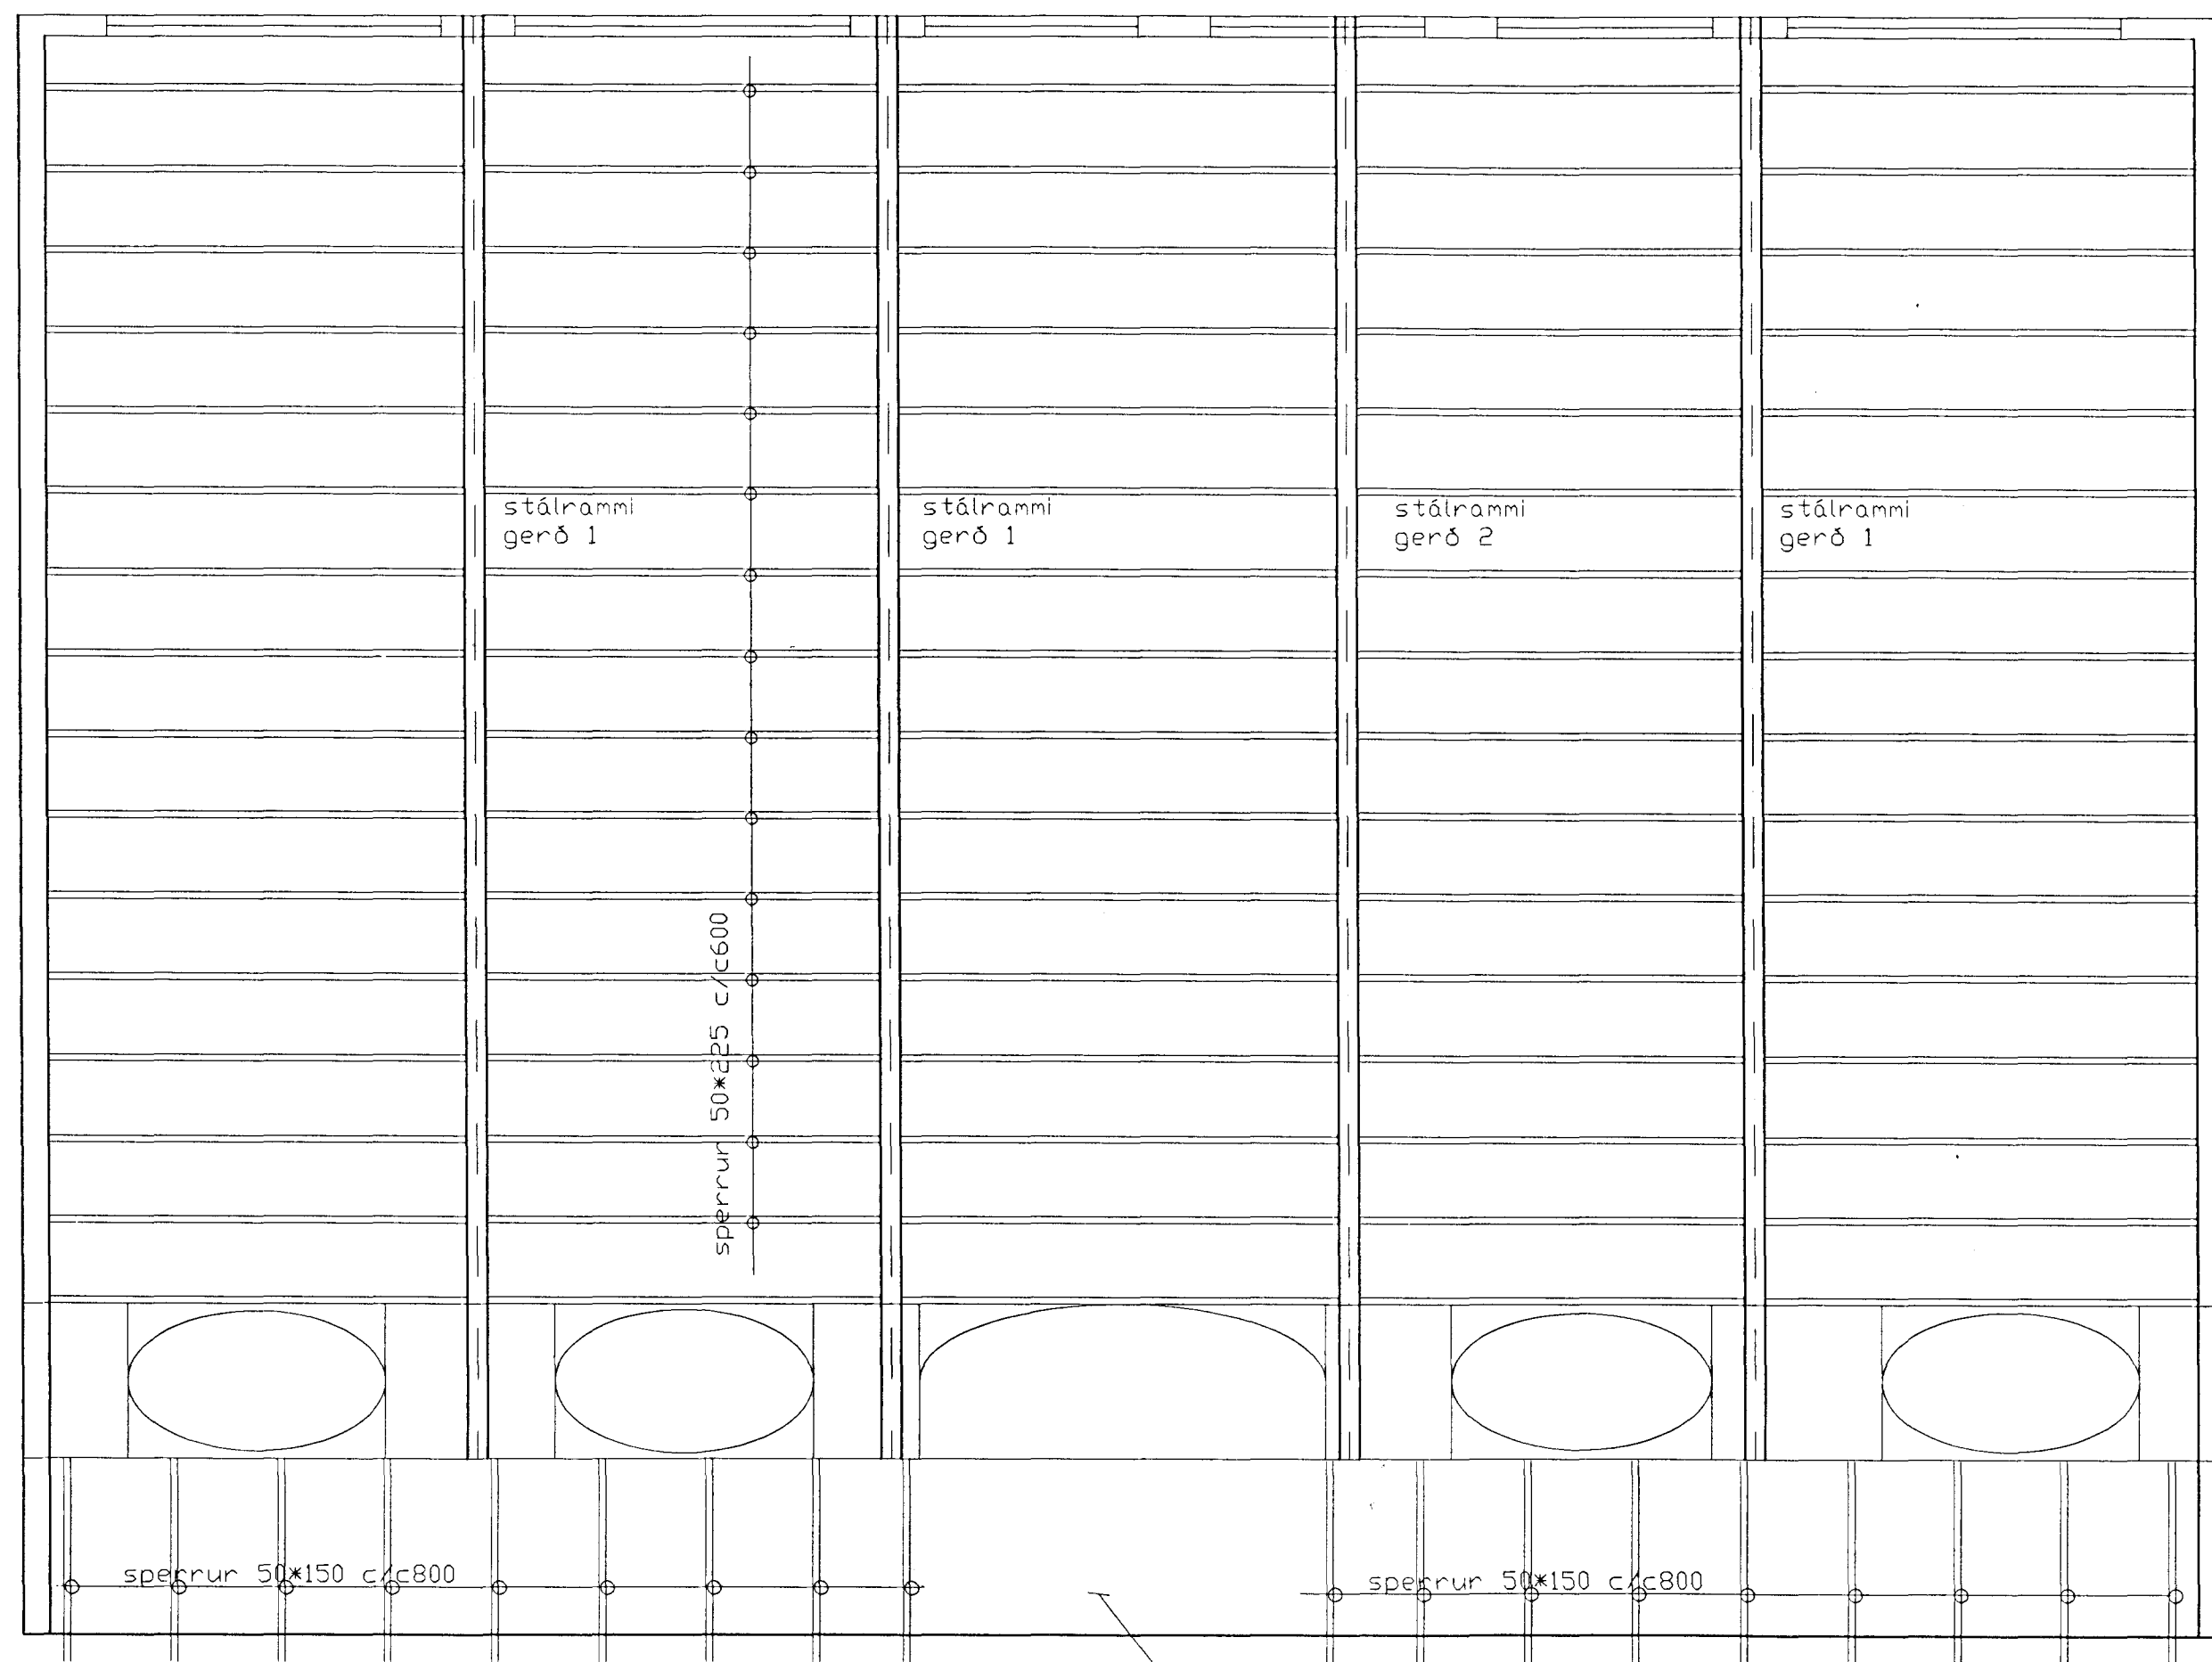 stálrammi
gerð 1
stálrammi
gerð 1
stálrammi
gerð 2
stálrammi
gerð 1
sperrur 50*225 c/c600
sperrur 50*150 c/c800
sperrur 50*150 c/c800